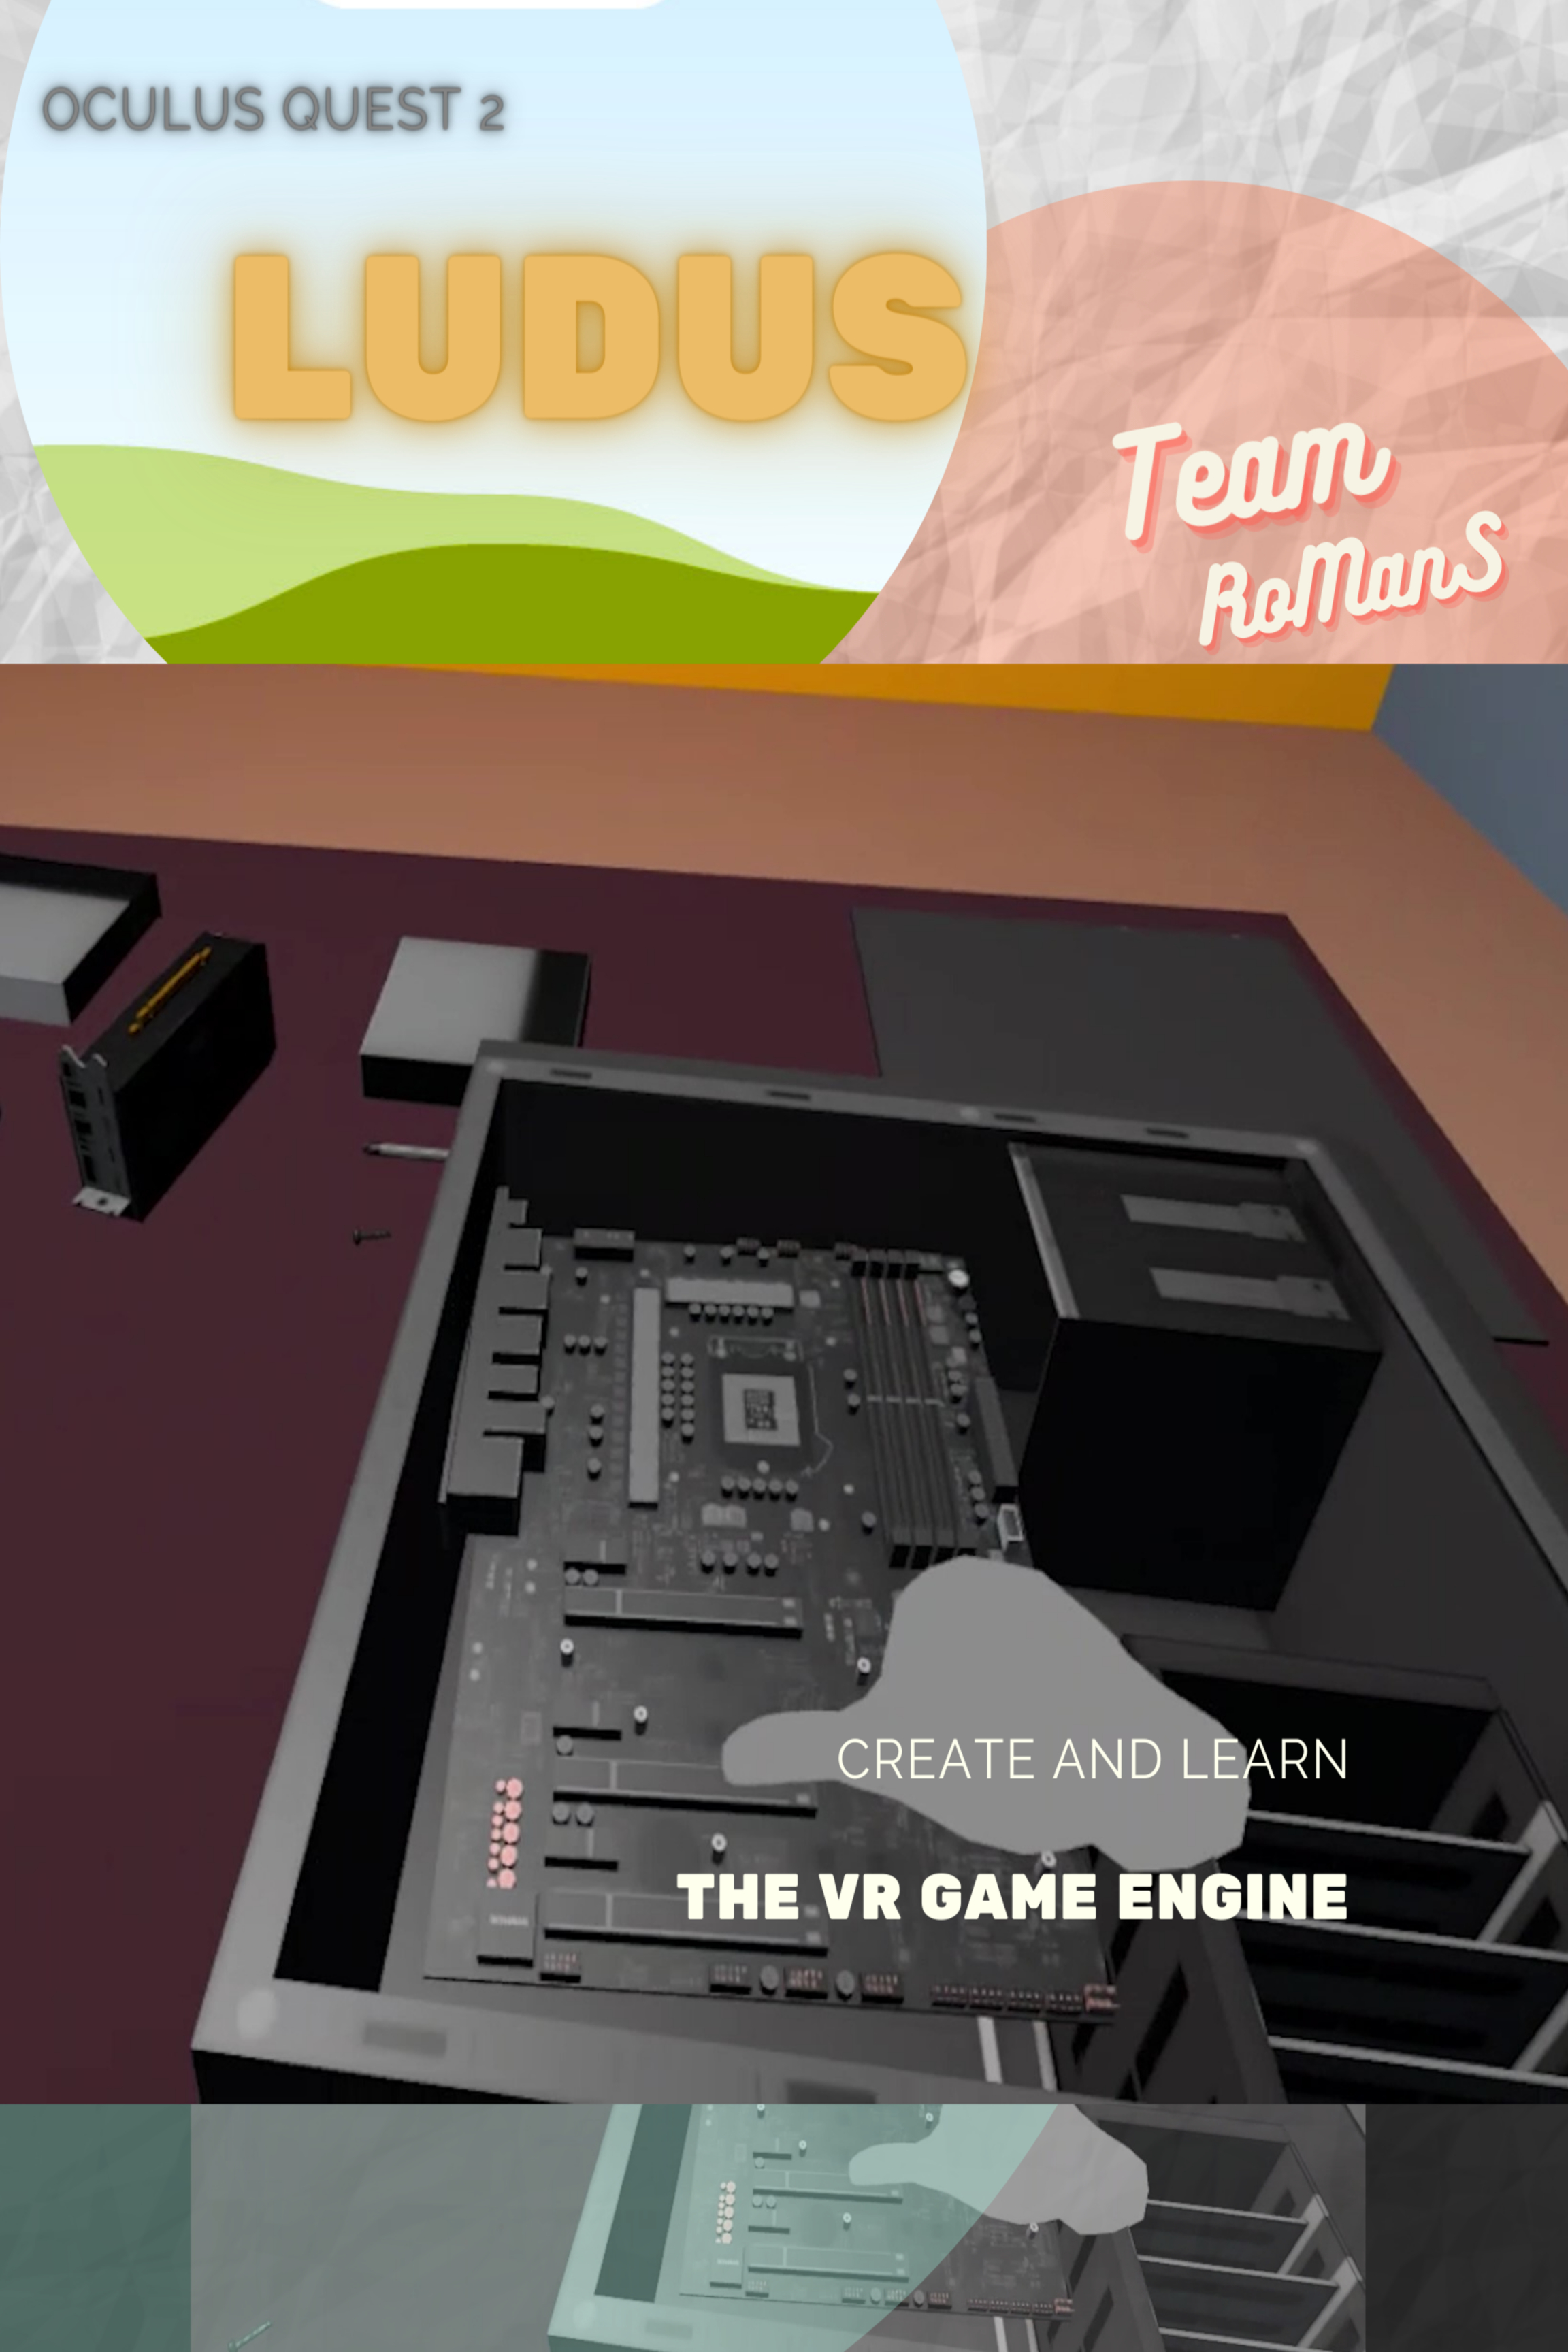 OCULUS QUEST 2
LUDUS
Team
RoManS
CREATE AND LEARN
THE VR GAME ENGINE